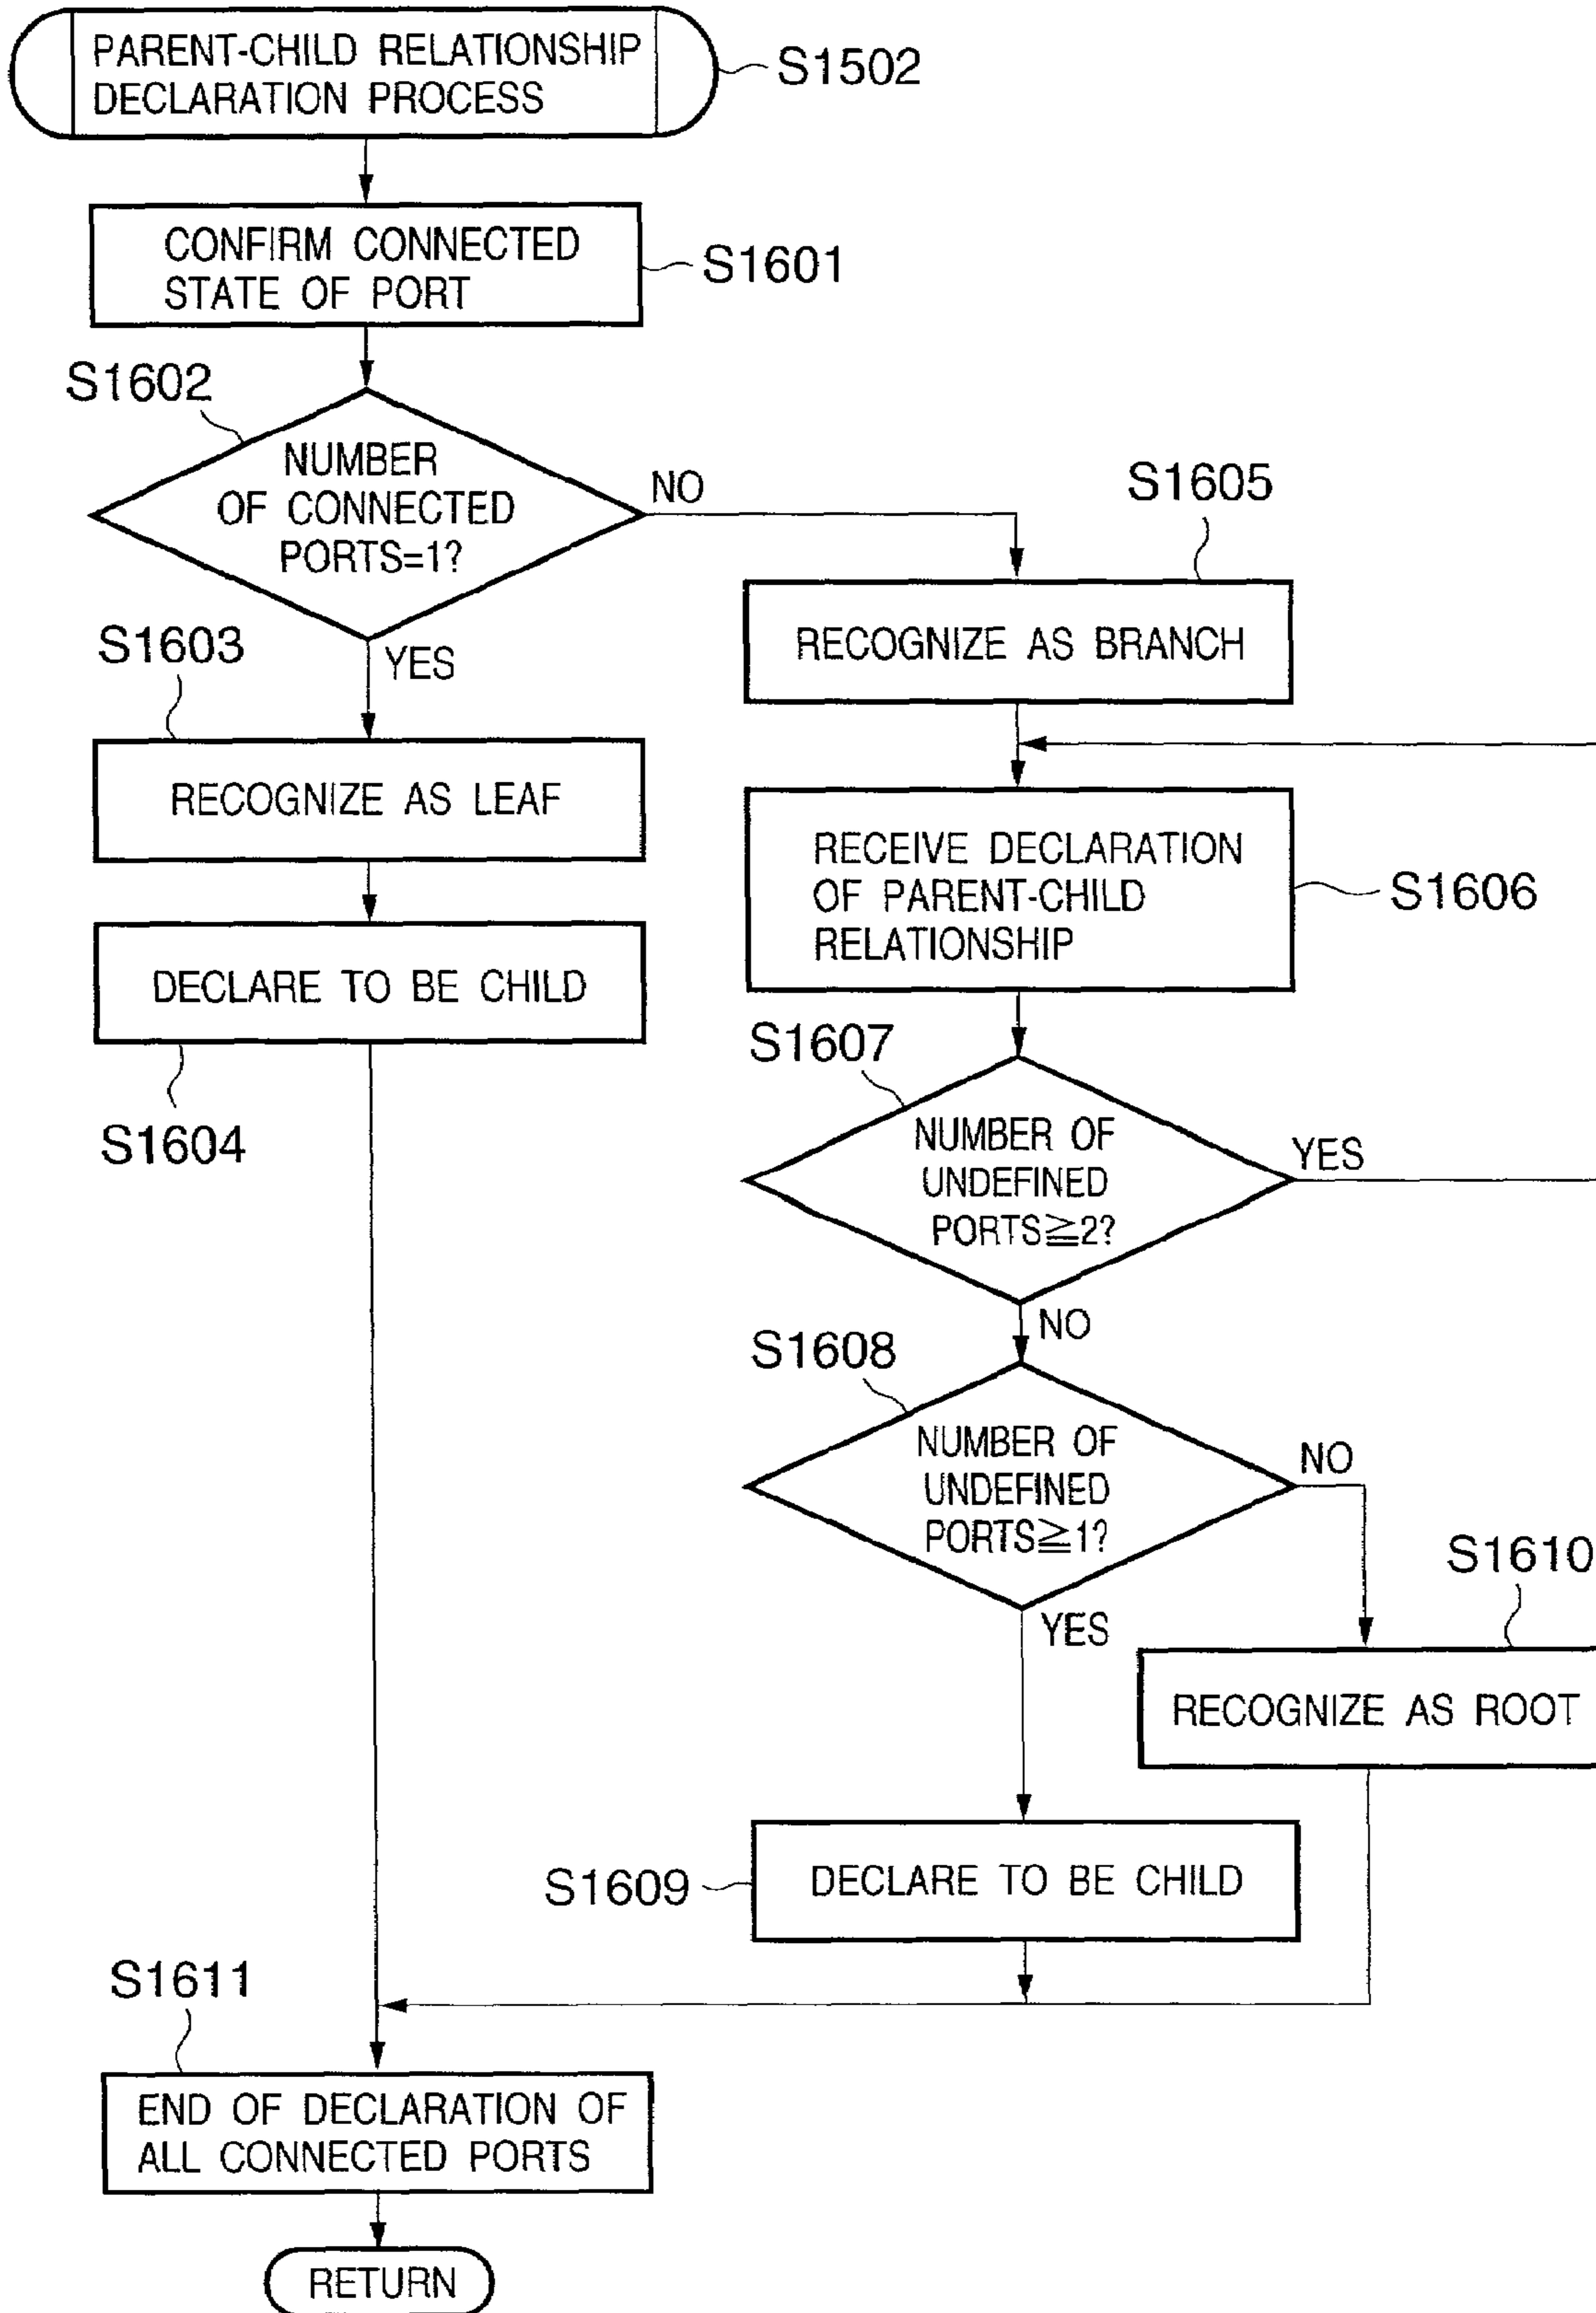 PARENT-CHILD RELATIONSHIP
DECLARATION PROCESS
S1502
CONFIRM CONNECTED
STATE OF PORT
S1601
S1602
NUMBER
OF CONNECTED
PORTS=1?
NO
YES
S1603
RECOGNIZE AS LEAF
DECLARE TO BE CHILD
S1604
S1605
RECOGNIZE AS BRANCH
RECEIVE DECLARATION
OF PARENT-CHILD
RELATIONSHIP
S1606
S1607
NUMBER OF
UNDEFINED
PORTS≧2?
YES
NO
S1608
NUMBER OF
UNDEFINED
PORTS≧1?
NO
YES
S1610
RECOGNIZE AS ROOT
S1609
DECLARE TO BE CHILD
S1611
END OF DECLARATION OF
ALL CONNECTED PORTS
RETURN